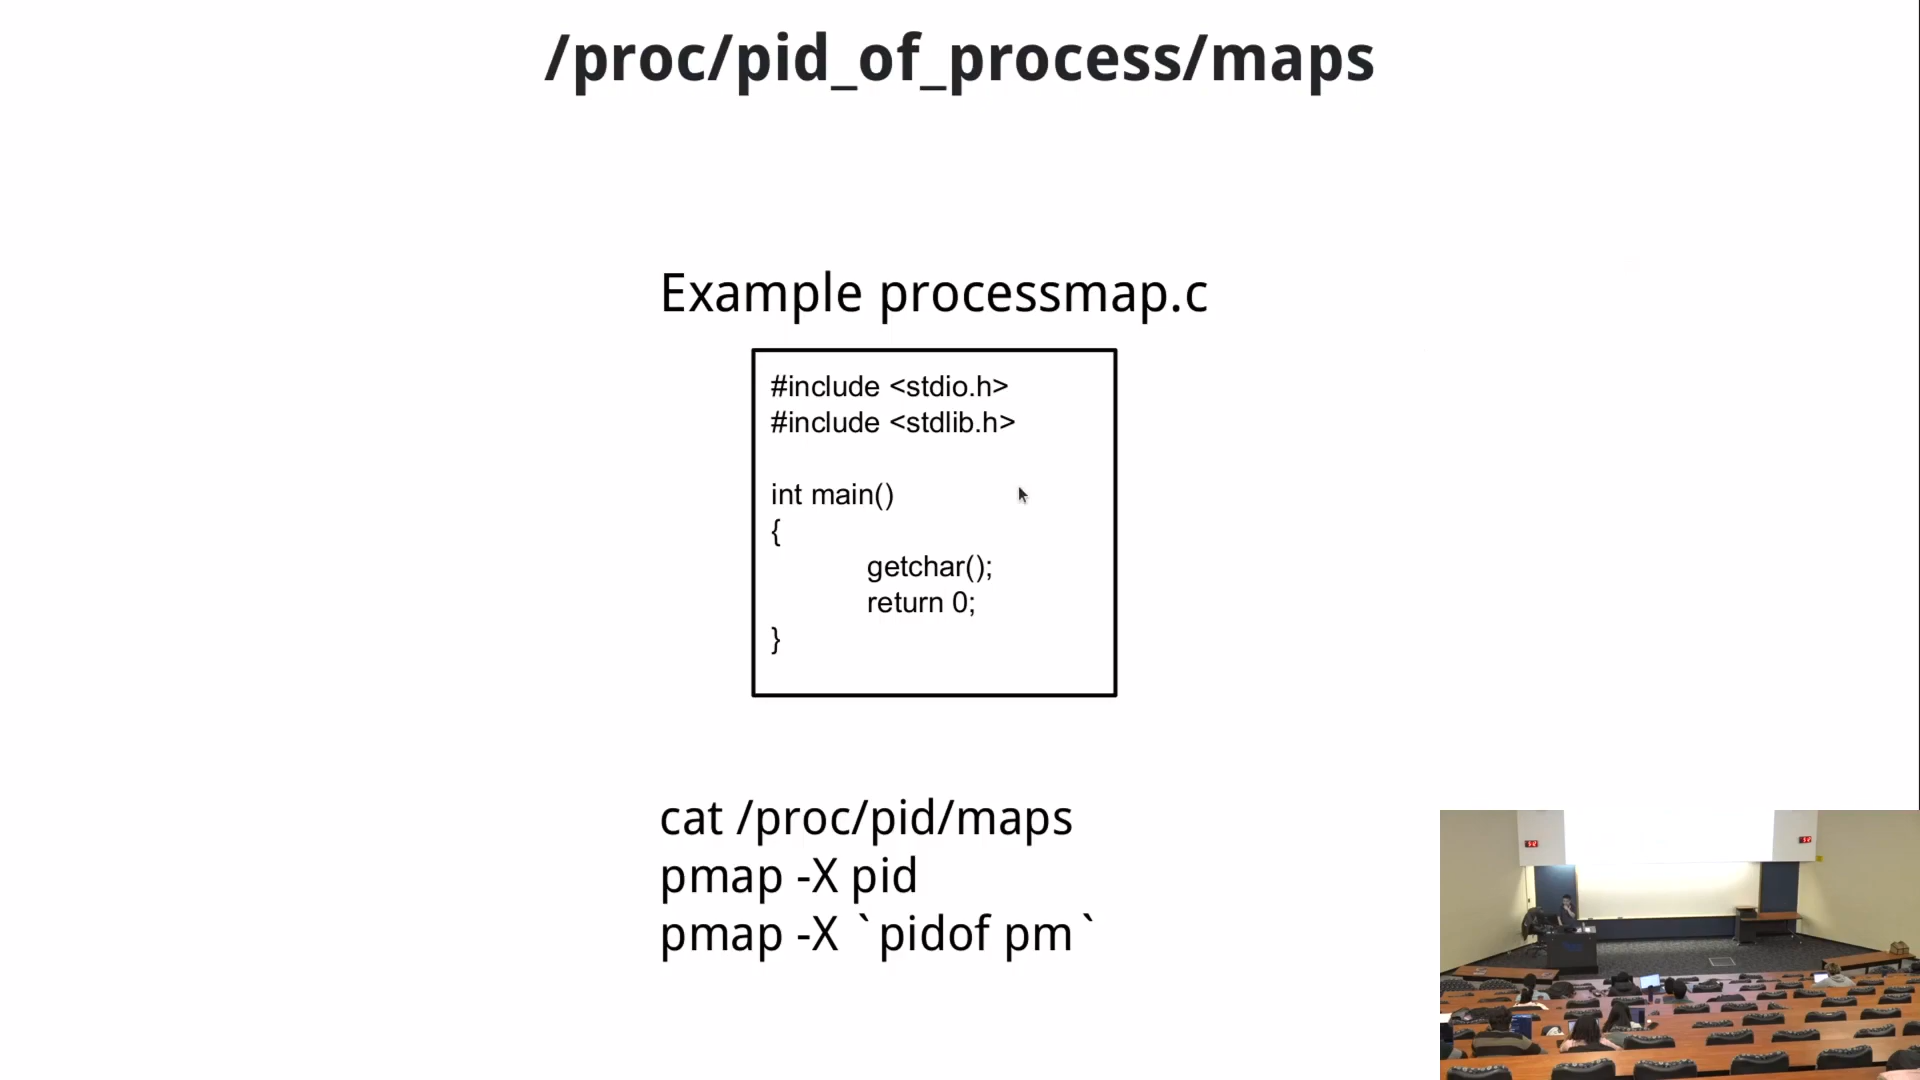 /proc/pid_of_process/maps
Example processmap.c
#include <stdio.h>
#include <stdlib.h>
int main()
{
getchar();
return 0;
}
cat /proc/pid/maps
pmap -X pid
pmap -X `pidof pm`